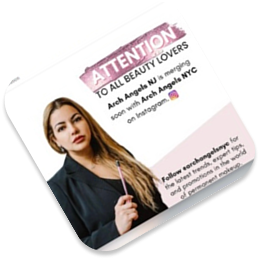 ATTENTION
TO ALL BEAUTY LOVERS
Arch Angels NJ is merging
soon with Arch Angels NYC
on Instagram.
Follow @archangelsnyc for
the latest trends, expert tips,
and promotions in the world
of permanent makeup